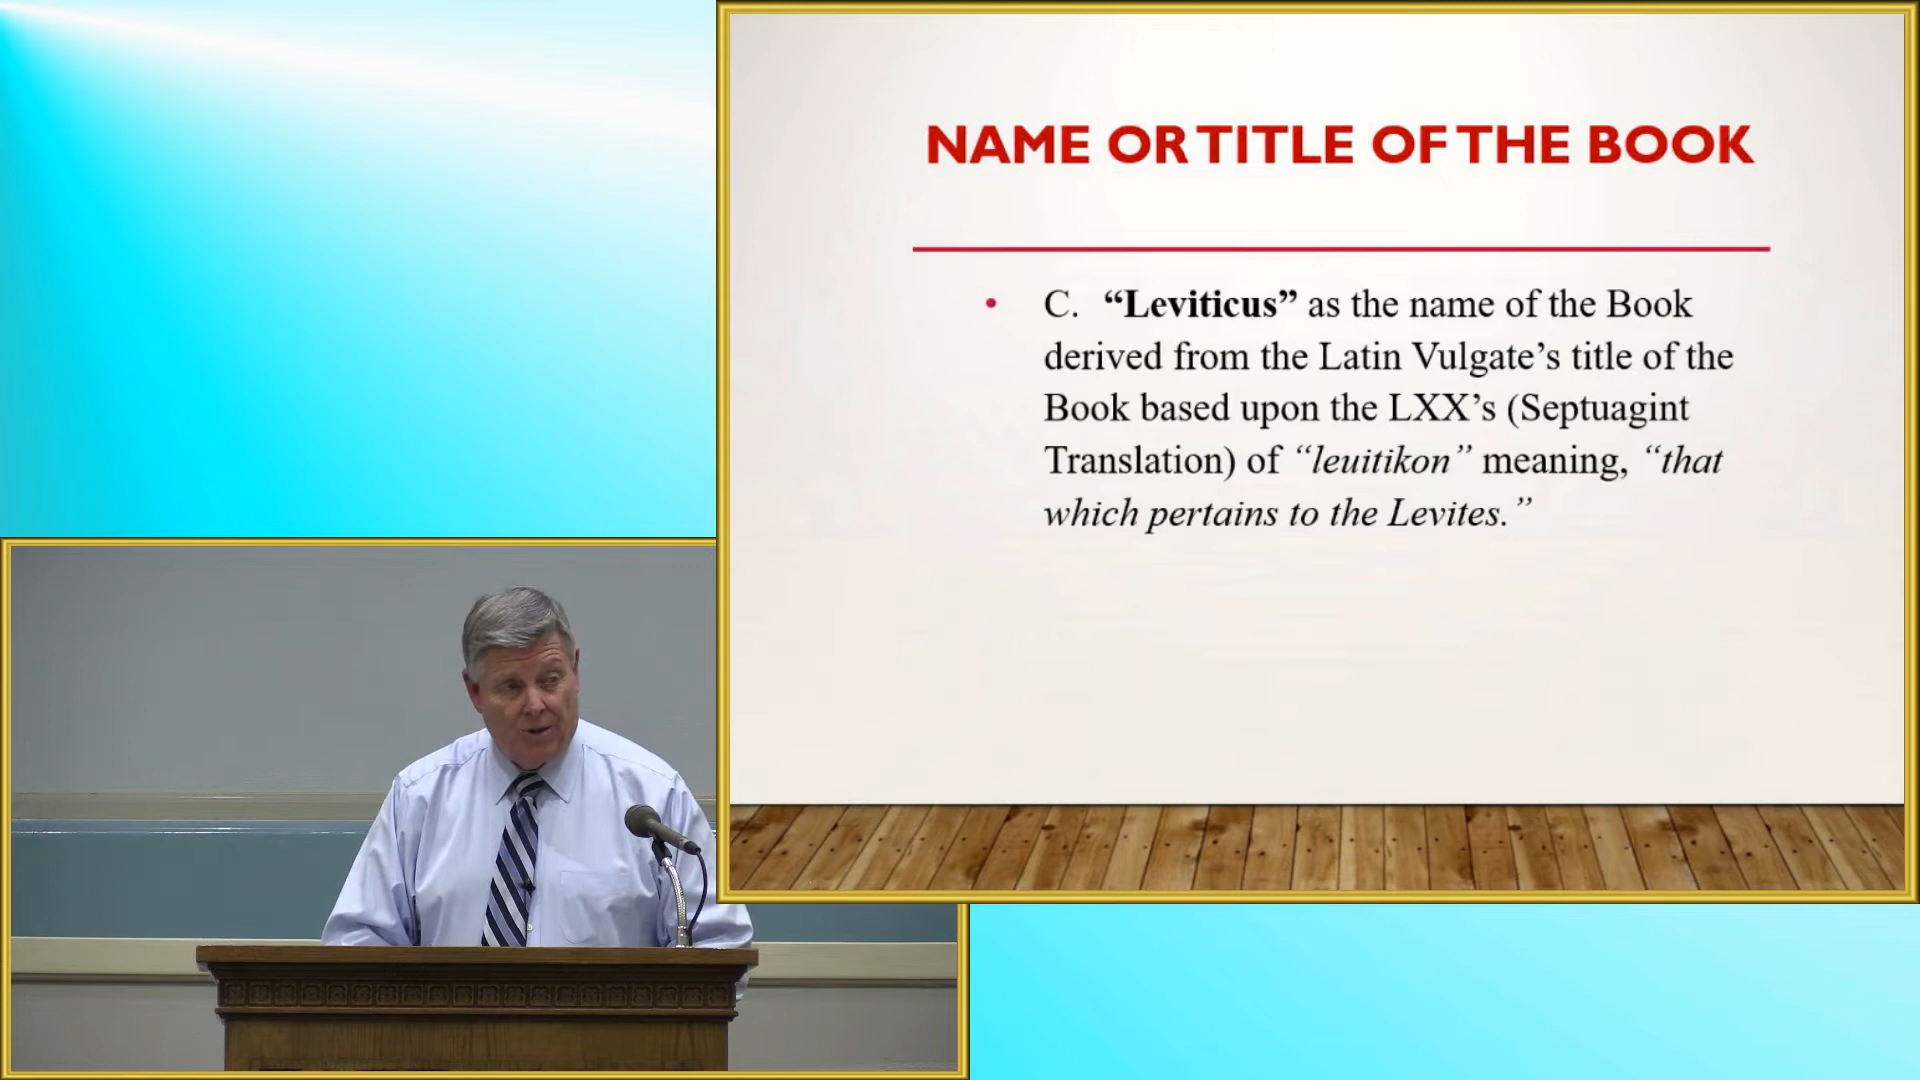 NAME OR TITLE OF THE BOOK
• C. “Leviticus” as the name of the Book
derived from the Latin Vulgate’s title of the
Book based upon the LXX’s (Septuagint
Translation) of “leuitikon” meaning, “that
which pertains to the Levites.”